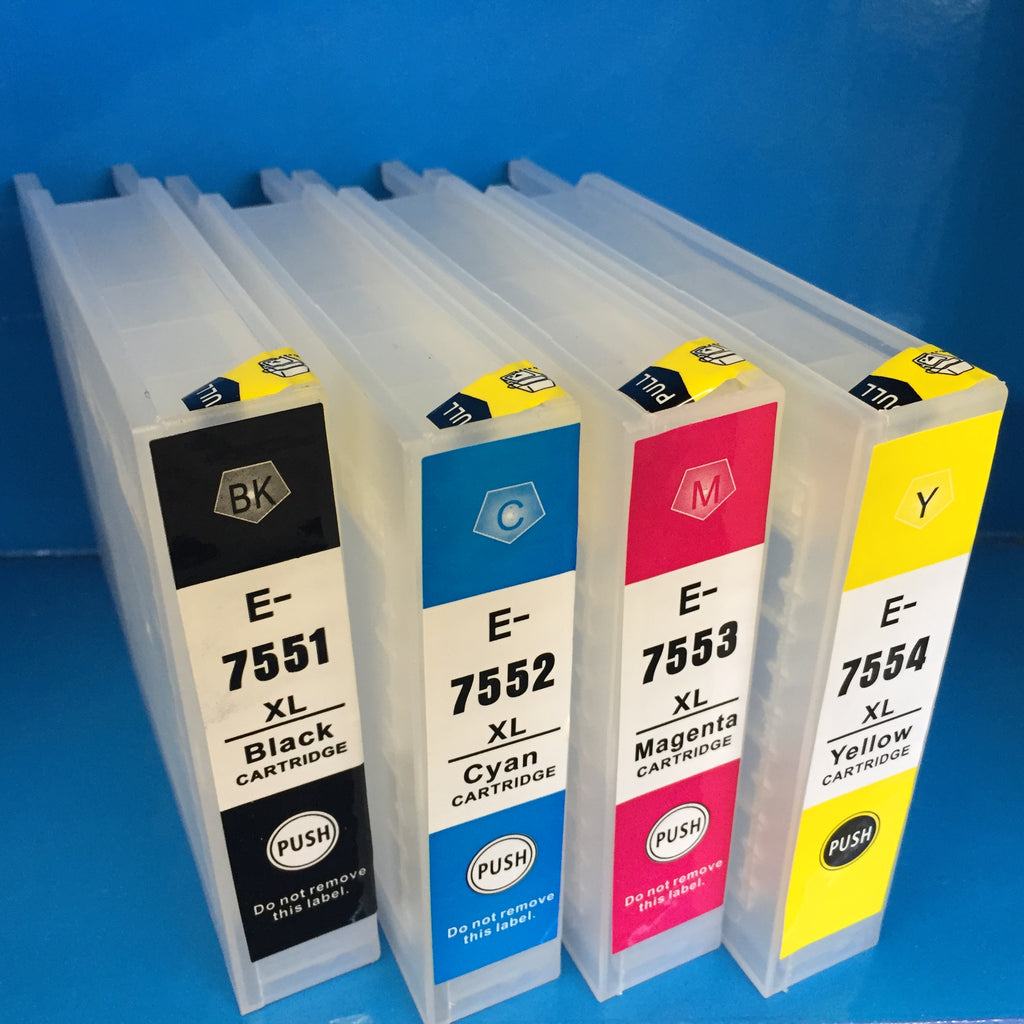 ULL
BK
E-
7551
XL
Black
CARTRIDGE
PUSH
Do not remove
this label.
ULL
C
E-
7552
XL
Cyan
CARTRIDGE
PUSH
Do not remove
this label.
PULL
M
E-
7553
XL
Magenta
CARTRIDGE
PUSH
Do not remove
this label.
PULL
Y
E-
7554
XL
Yellow
CARTRIDGE
PUSH